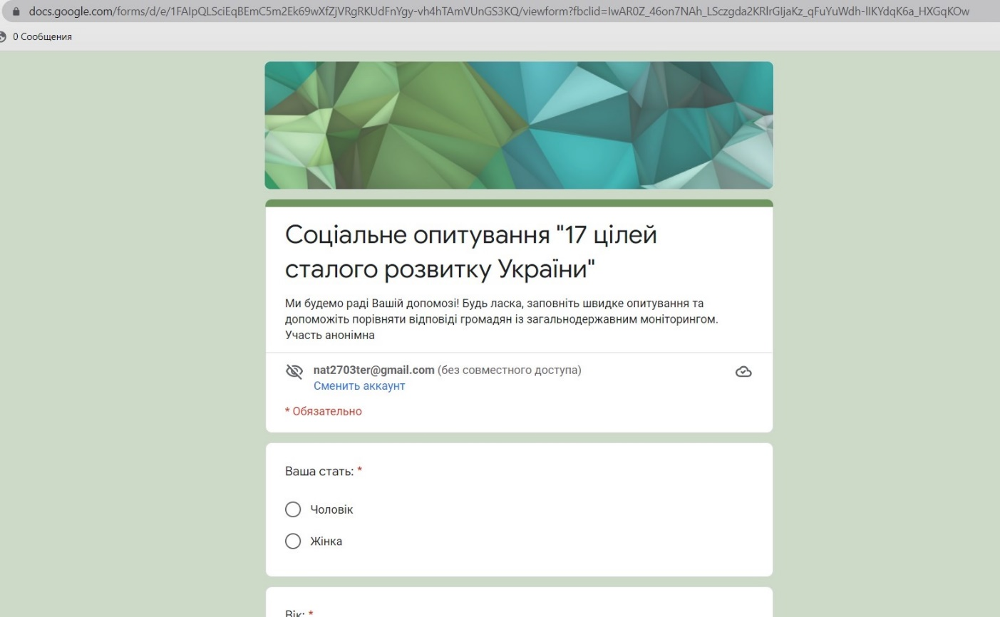 docs.google.com/forms/d/e/1FAIpQLSciEqBEmC5m2Ek69wXfZjVRgRKUdFnYgy-vh4hTAmVUnGS3KQ/viewform?fbclid=IwAR0Z_46on7NAh_LSczgda2KRlrGIjaKz_qFuYuWdh-lIKYdqK6a_HXGqKOw
0 Сообщения
Соціальне опитування "17 цілей
сталого розвитку України"
Ми будемо раді Вашій допомозі! Будь ласка, заповніть швидке опитування та
допоможіть порівняти відповіді громадян із загальнодержавним моніторингом.
Участь анонімна
nat2703ter@gmail.com (без совместного доступа)
Сменить аккаунт
* Обязательно
Ваша стать: *
Чоловік
Жінка
Вік: *